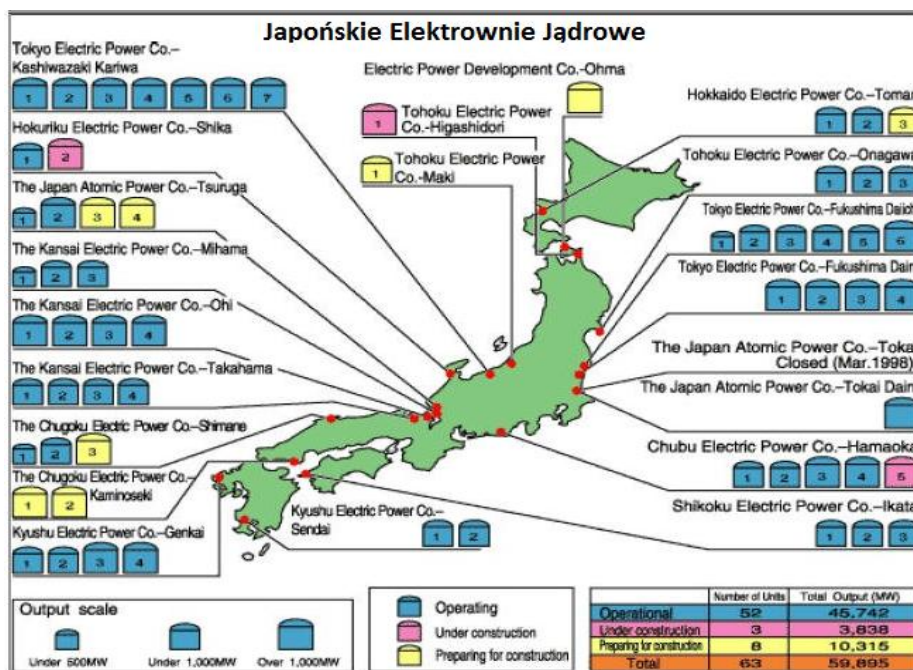 Japońskie Elektrownie Jądrowe
Tokyo Electric Power Co.–
Kashiwazaki Kariwa
1 2 3 4 5 6 7
Hokuriku Electric Power Co.–Shika
1 2
The Japan Atomic Power Co.–Tsuruga
1 2 3 4
The Kansai Electric Power Co.–Mihama
1 2 3
The Kansai Electric Power Co.–Ohi
1 2 3 4
The Kansai Electric Power Co.–Takahama
1 2 3 4
The Chugoku Electric Power Co.–Shimane
1 2 3
The Chugoku Electric Power Co.–
Kaminoseki
1 2
Kyushu Electric Power Co.–Genkai
1 2 3 4
Electric Power Development Co.-Ohma
1 Tohoku Electric Power
Co.-Higashidori
1 Tohoku Electric Power
Co.-Maki
Hokkaido Electric Power Co.–Tomar
1 2 3
Tohoku Electric Power Co.–Onagawa
1 2 3
Tokyo Electric Power Co.–Fukushima Daiich
1 2 3 4 5 6
Tokyo Electric Power Co.–Fukushima Dain
1 2 3 4
The Japan Atomic Power Co.–Toka
Closed (Mar.1998)
The Japan Atomic Power Co.–Tokai Dain
Chubu Electric Power Co.–Hamaoka
1 2 3 4 5
Shikoku Electric Power Co.–Ikata
1 2 3
Kyushu Electric Power Co.–
Sendai
1 2
Output scale
Under 500MW Under 1,000MW Over 1,000MW
Operating
Under construction
Preparing for construction
Number of Units Total Output (MW)
Operational 52 45,742
Under construction 3 3,838
Preparing for construction 8 10,315
Total 63 59,895